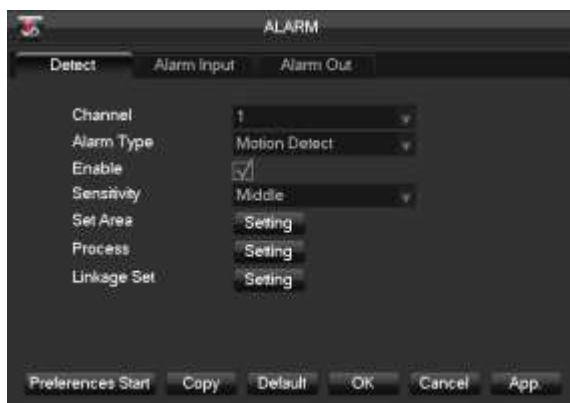 ALARM
Detect Alarm Input Alarm Out
Channel 1
Alarm Type Motion Detect
Enable
Sensitivity Middle
Set Area Setting
Process Setting
Linkage Set Setting
Preferences Start Copy Default OK Cancel App.